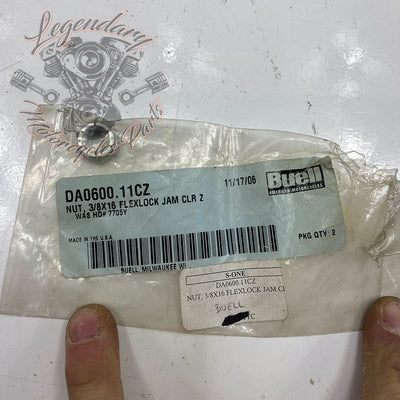 Legendary
Motorcycles Parts
DA0600.11CZ
11/17/06
Buell
AMERICAN MOTORCYCLES
NUT, 3/8X16 FLEXLOCK JAM CLR Z
WAS HD# 7705Y
MADE IN U.S.A.
PKG QTY: 2
BUELL, MILWAUKEE WI
S-ONE
DA0600.11CZ
NUT, 3/8X16 FLEXLOCK JAM CL
BUELL